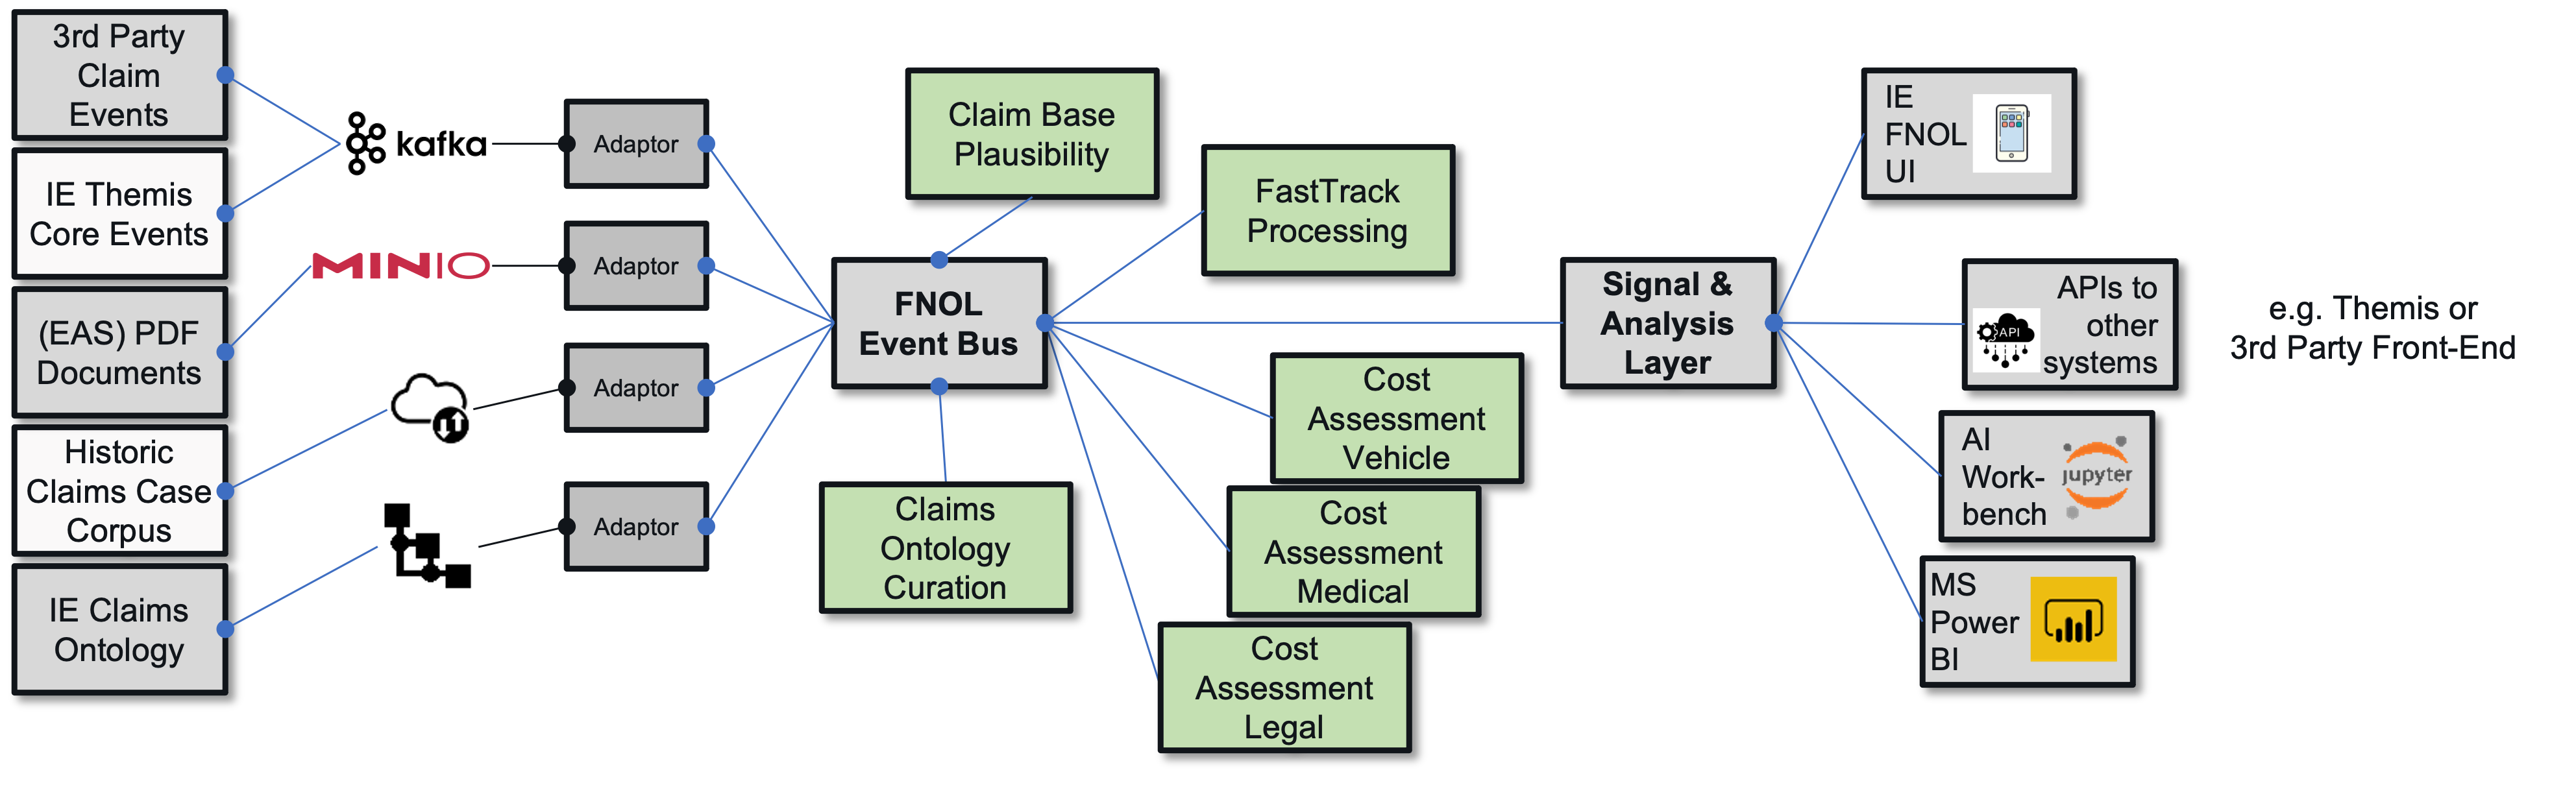 3rd Party
Claim
Events
IE Themis
Core Events
(EAS) PDF
Documents
Historic
Claims Case
Corpus
IE Claims
Ontology
kafka
MINIO
Adaptor
Adaptor
Adaptor
Adaptor
FNOL
Event Bus
Claim Base
Plausibility
FastTrack
Processing
Cost
Assessment
Vehicle
Cost
Assessment
Medical
Cost
Assessment
Legal
Claims
Ontology
Curation
Signal &
Analysis
Layer
IE
FNOL
UI
APIs to
other
systems
API
AI
Work-
bench
jupyter
MS
Power
BI
e.g. Themis or
3rd Party Front-End